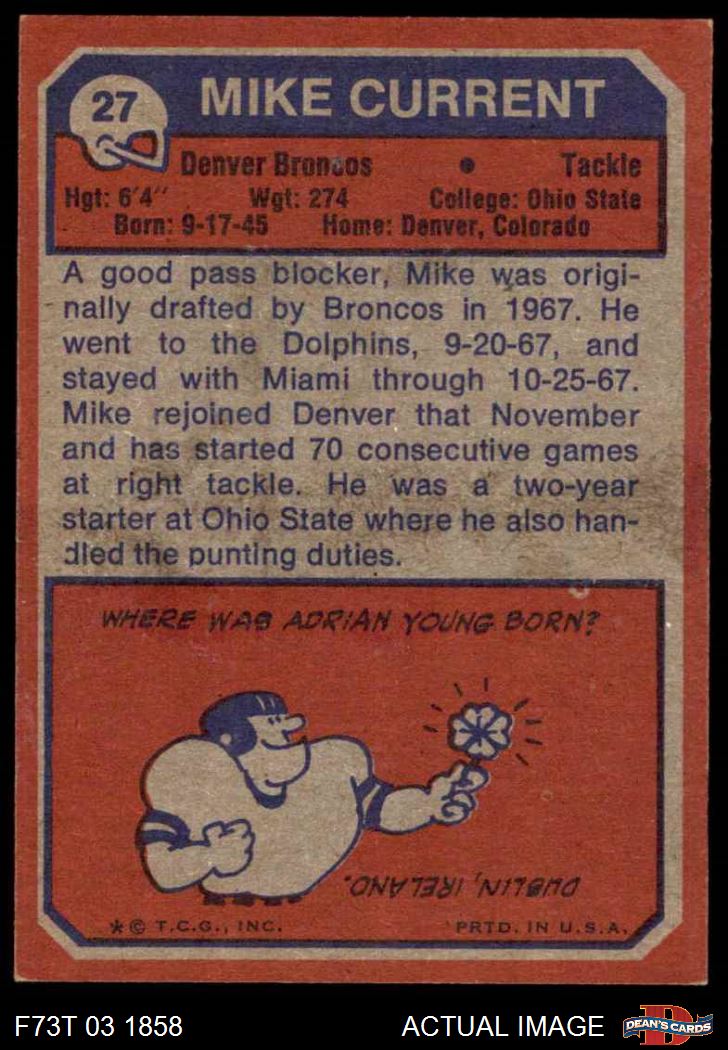 27
MIKE CURRENT
Denver Broncos • Tackle
Hgt: 6'4" Wgt: 274 College: Ohio State
Born: 9-17-45 Home: Denver, Colorado
A good pass blocker, Mike was origi-
nally drafted by Broncos in 1967. He
went to the Dolphins, 9-20-67, and
stayed with Miami through 10-25-67.
Mike rejoined Denver that November
and has started 70 consecutive games
at right tackle. He was a two-year
starter at Ohio State where he also han-
dled the punting duties.
WHERE WAS ADRIAN YOUNG BORN?
DUBLIN, IRELAND.
* © T.C.G., INC. PRTD. IN U.S.A.
F73T 03 1858 ACTUAL IMAGE
D
DEAN'S CARDS